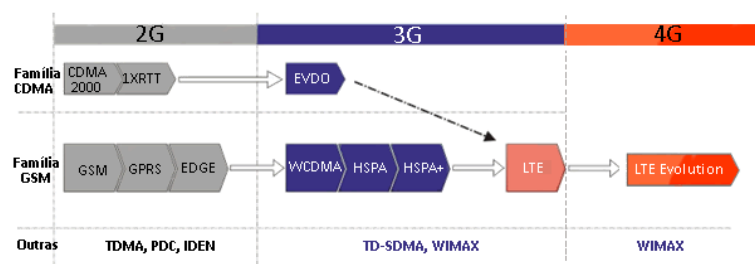 2G 3G 4G
Família CDMA
CDMA 2000 1XRTT EVDO
Família GSM
GSM GPRS EDGE WCDMA HSPA HSPA+ LTE LTE Evolution
Outras TDMA, PDC, IDEN TD-SDMA, WIMAX WIMAX